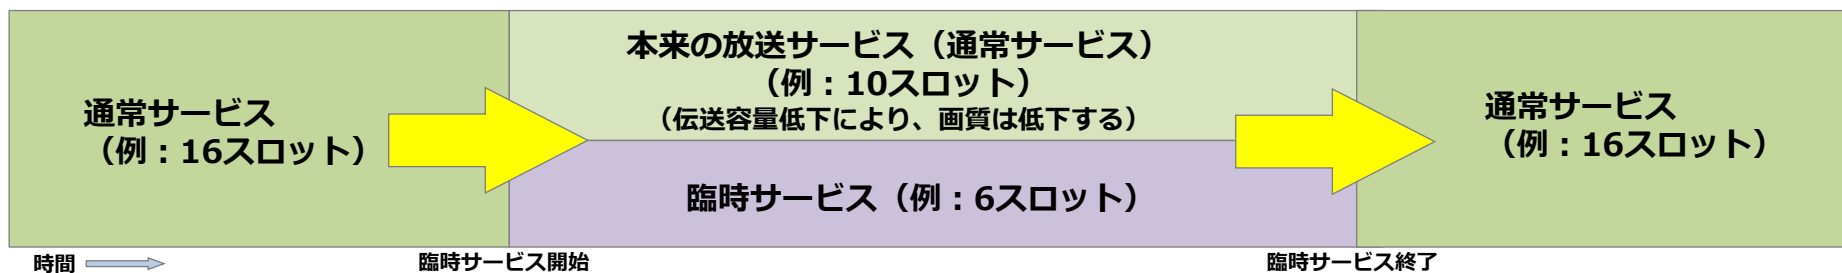 通常サービス
（例：16スロット）
本来の放送サービス（通常サービス）
（例：10スロット）
（伝送容量低下により、画質は低下する）
臨時サービス（例：6スロット）
通常サービス
（例：16スロット）
時間
臨時サービス開始
臨時サービス終了